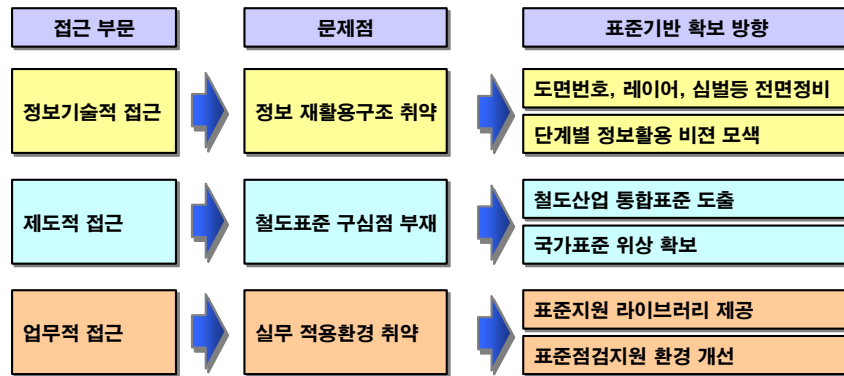 접근 부문
문제점
표준기반 확보 방향
정보기술적 접근
정보 재활용구조 취약
도면번호, 레이어, 심벌등 전면정비
단계별 정보활용 비젼 모색
제도적 접근
철도표준 구심점 부재
철도산업 통합표준 도출
국가표준 위상 확보
업무적 접근
실무 적용환경 취약
표준지원 라이브러리 제공
표준점검지원 환경 개선